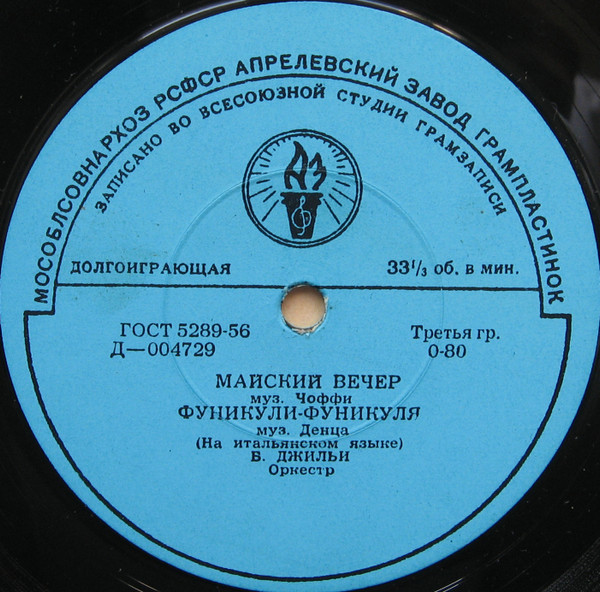 МОСОБЛСОВНАРХОЗ РСФСР АПРЕЛЕВСКИЙ ЗАВОД ГРАМПЛАСТИНОК
ЗАПИСАНО ВО ВСЕСОЮЗНОЙ СТУДИИ ГРАМЗАПИСИ
АЗ
ДОЛГОИГРАЮЩАЯ 33 1/3 об. в мин.
ГОСТ 5289-56 Третья гр.
Д—004729 0-80
МАЙСКИЙ ВЕЧЕР
муз. Чоффи
ФУНИКУЛИ-ФУНИКУЛЯ
муз. Денца
(На итальянском языке)
Б. ДЖИЛЬИ
Оркестр